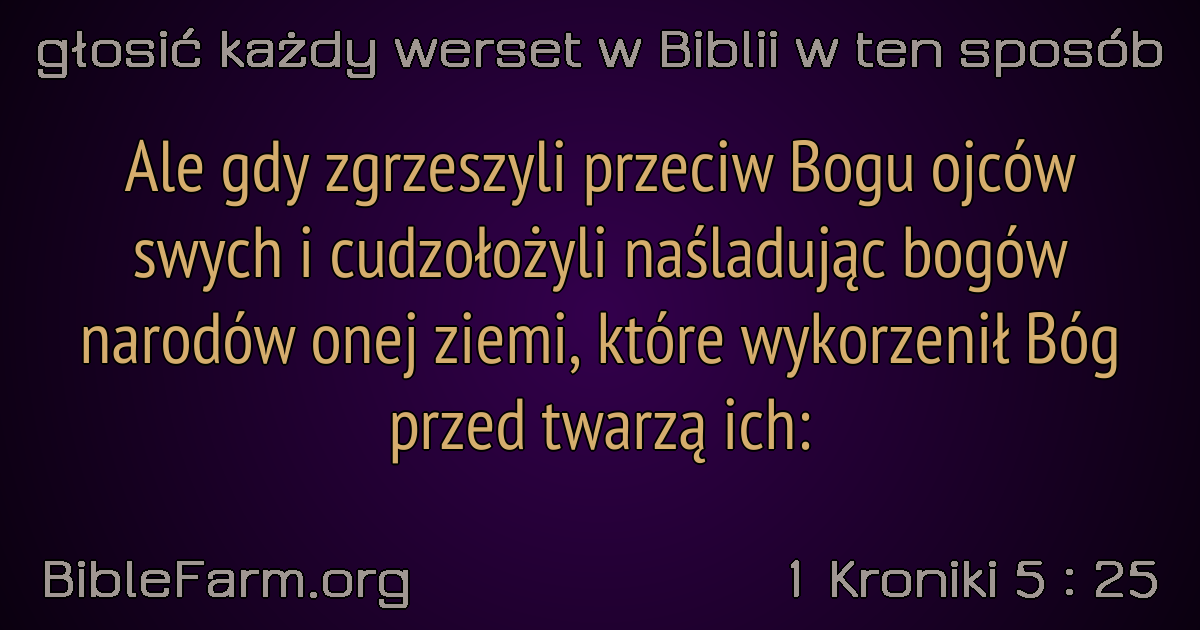 głosić każdy werset w Biblii w ten sposób
Ale gdy zgrzeszyli przeciw Bogu ojców
swych i cudzołożyli naśladując bogów
narodów onej ziemi, które wykorzenił Bóg
przed twarzą ich:
BibleFarm.org
1 Kroniki 5 : 25